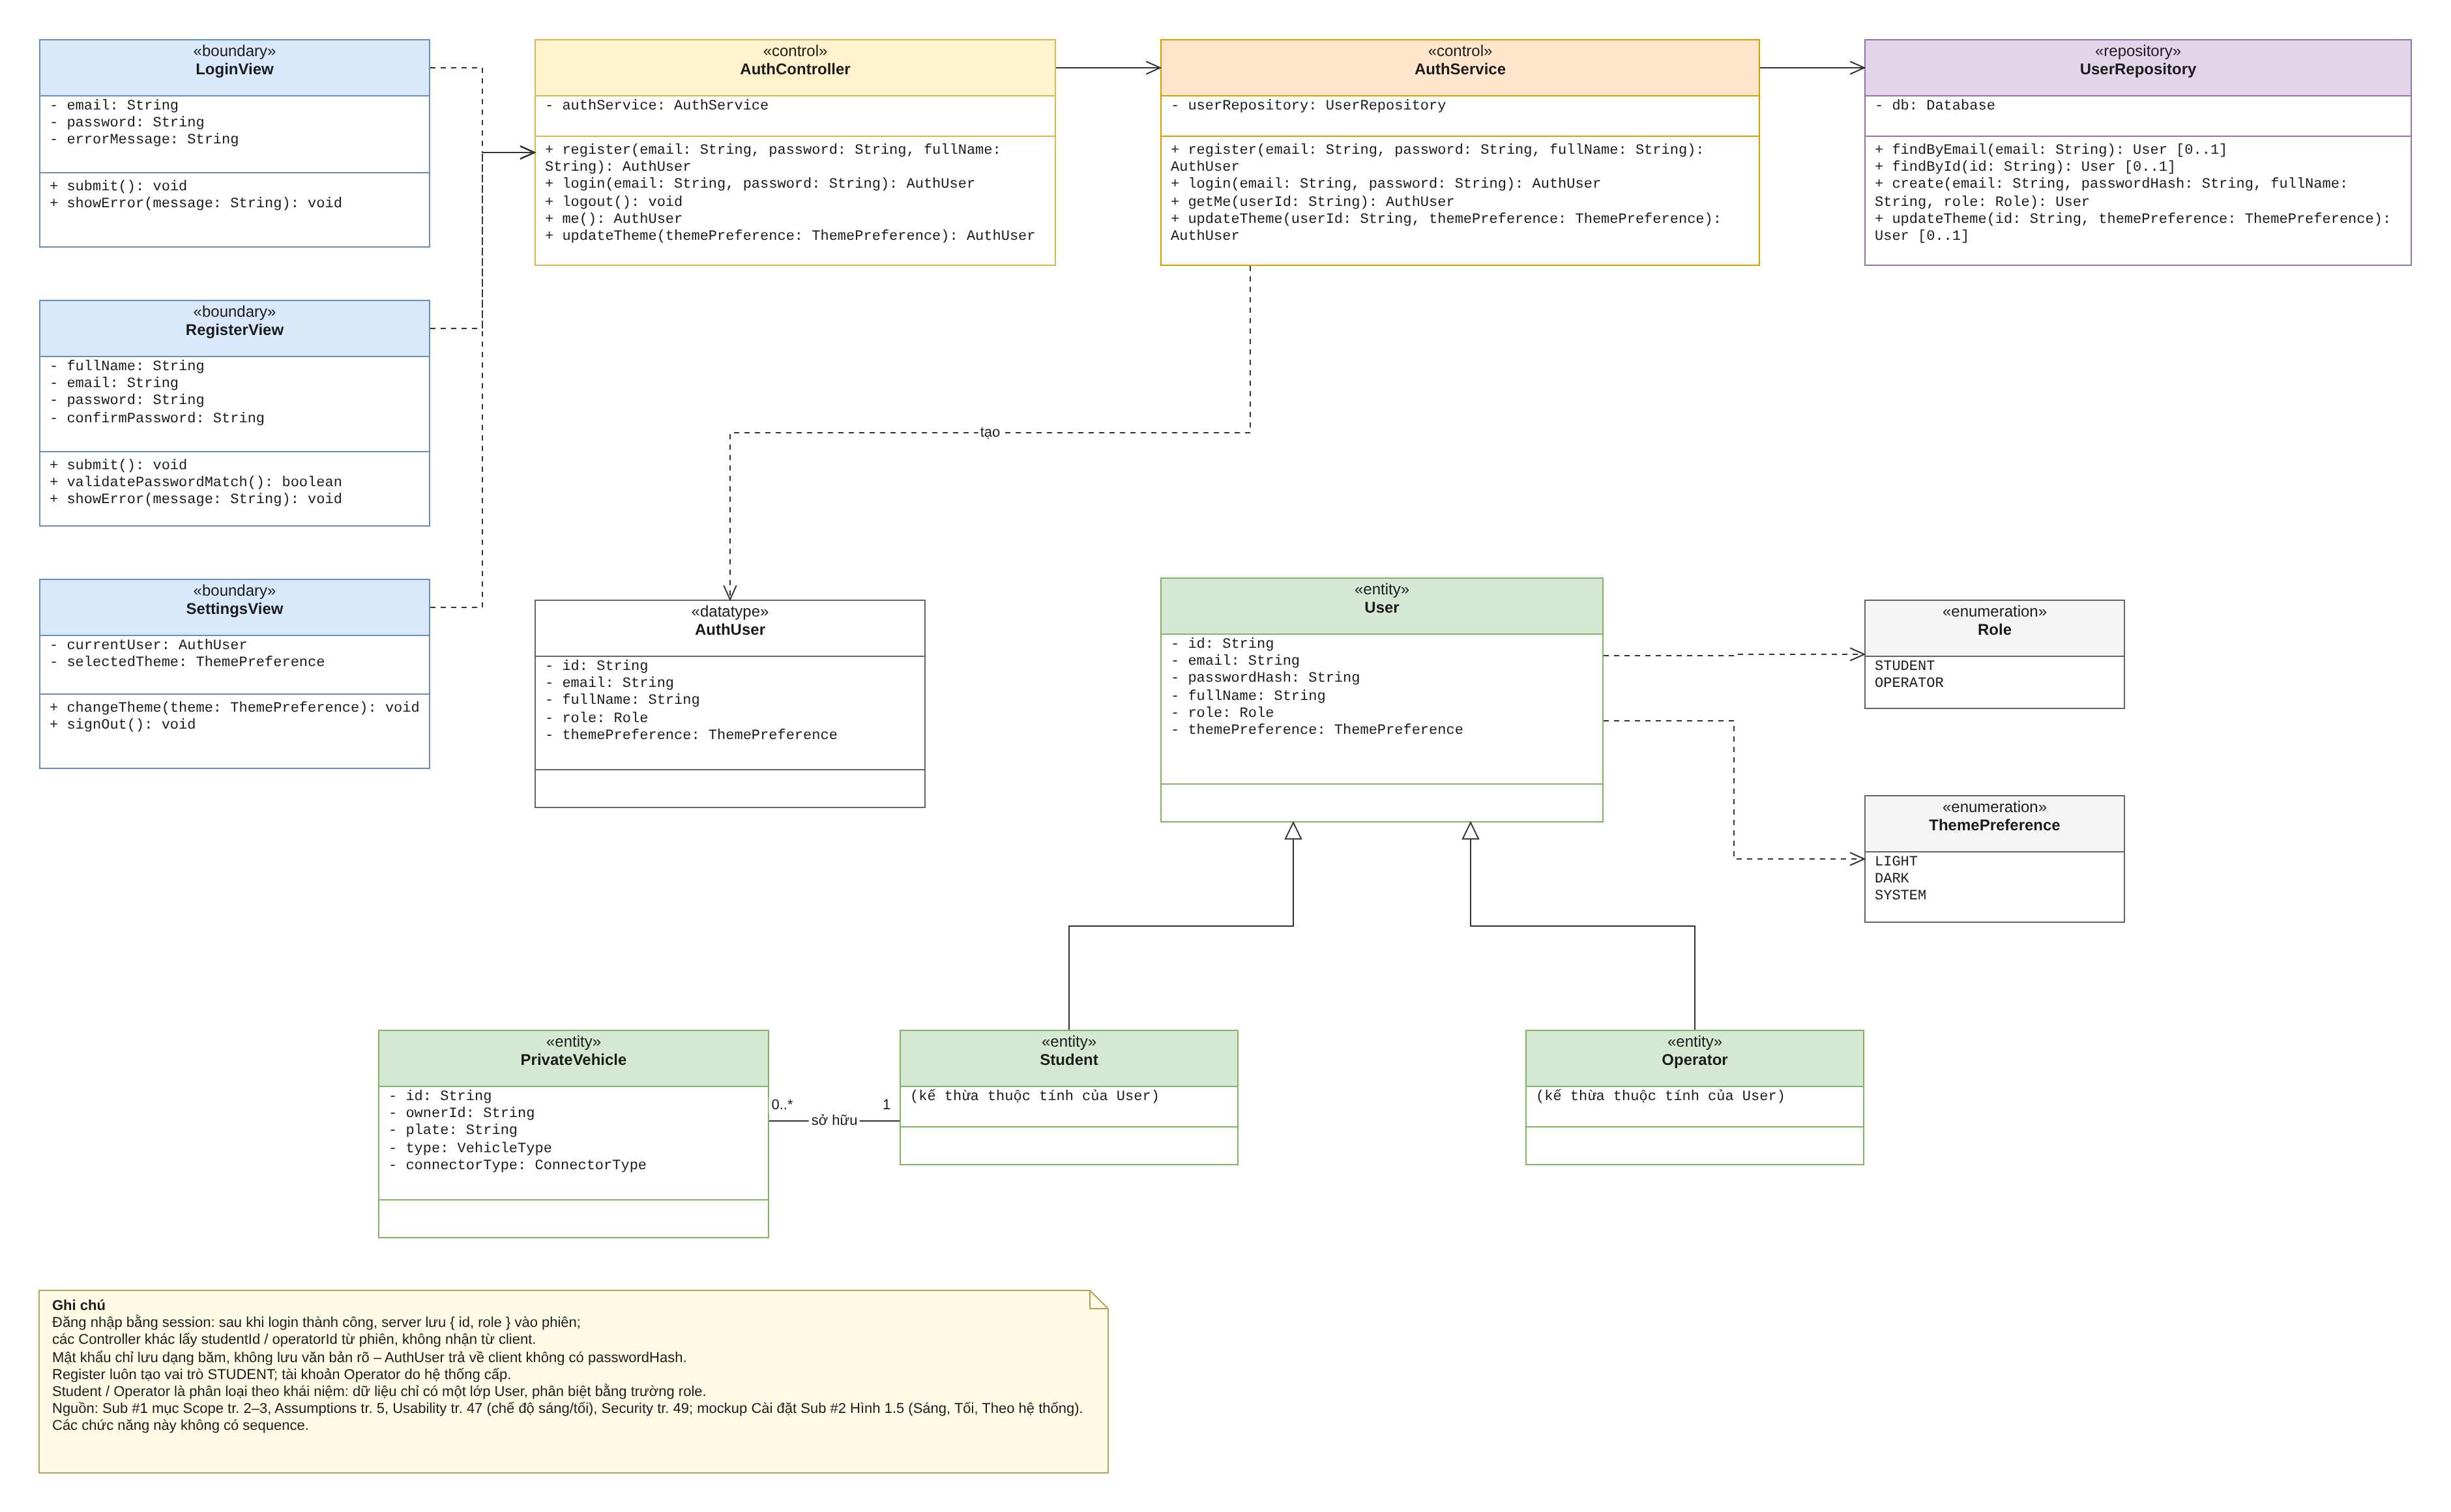 «boundary»
LoginView
- email: String
- password: String
- errorMessage: String
+ submit(): void
+ showError(message: String): void
«control»
AuthController
- authService: AuthService
+ register(email: String, password: String, fullName:
String): AuthUser
+ login(email: String, password: String): AuthUser
+ logout(): void
+ me(): AuthUser
+ updateTheme(themePreference: ThemePreference): AuthUser
«control»
AuthService
- userRepository: UserRepository
+ register(email: String, password: String, fullName: String):
AuthUser
+ login(email: String, password: String): AuthUser
+ getMe(userId: String): AuthUser
+ updateTheme(userId: String, themePreference: ThemePreference):
AuthUser
«repository»
UserRepository
- db: Database
+ findByEmail(email: String): User [0..1]
+ findById(id: String): User [0..1]
+ create(email: String, passwordHash: String, fullName:
String, role: Role): User
+ updateTheme(id: String, themePreference: ThemePreference):
User [0..1]
«boundary»
RegisterView
- fullName: String
- email: String
- password: String
- confirmPassword: String
+ submit(): void
+ validatePasswordMatch(): boolean
+ showError(message: String): void
tạo
«boundary»
SettingsView
- currentUser: AuthUser
- selectedTheme: ThemePreference
+ changeTheme(theme: ThemePreference): void
+ signOut(): void
«datatype»
AuthUser
- id: String
- email: String
- fullName: String
- role: Role
- themePreference: ThemePreference
«entity»
User
- id: String
- email: String
- passwordHash: String
- fullName: String
- role: Role
- themePreference: ThemePreference
«enumeration»
Role
STUDENT
OPERATOR
«enumeration»
ThemePreference
LIGHT
DARK
SYSTEM
«entity»
PrivateVehicle
- id: String
- ownerId: String
- plate: String
- type: VehicleType
- connectorType: ConnectorType
0..*
sở hữu
1
«entity»
Student
(kế thừa thuộc tính của User)
«entity»
Operator
(kế thừa thuộc tính của User)
Ghi chú
Đăng nhập bằng session: sau khi login thành công, server lưu { id, role } vào phiên;
các Controller khác lấy studentId / operatorId từ phiên, không nhận từ client.
Mật khẩu chỉ lưu dạng băm, không lưu văn bản rõ – AuthUser trả về client không có passwordHash.
Register luôn tạo vai trò STUDENT; tài khoản Operator do hệ thống cấp.
Student / Operator là phân loại theo khái niệm: dữ liệu chỉ có một lớp User, phân biệt bằng trường role.
Nguồn: Sub #1 mục Scope tr. 2–3, Assumptions tr. 5, Usability tr. 47 (chế độ sáng/tối), Security tr. 49; mockup Cài đặt Sub #2 Hình 1.5 (Sáng, Tối, Theo hệ thống).
Các chức năng này không có sequence.